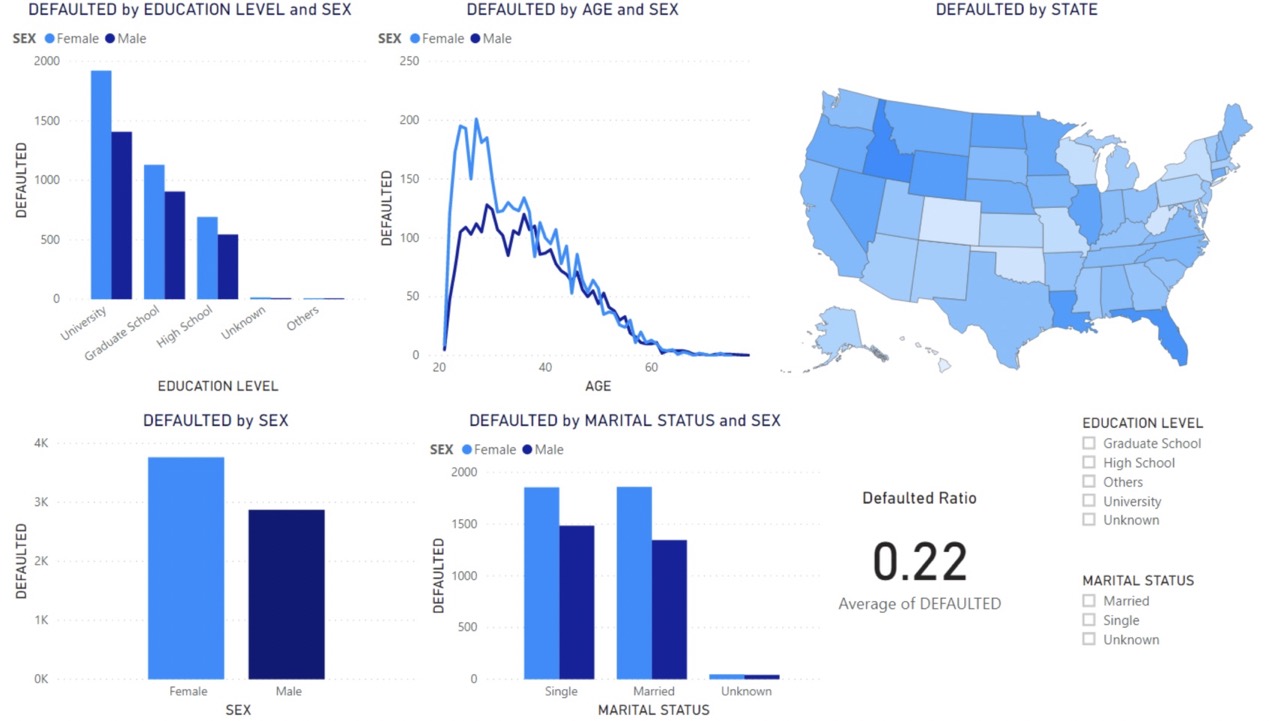 DEFAULTED by EDUCATION LEVEL and SEX
SEX Female Male
DEFAULTED
2000
1500
1000
500
0
University
Graduate School
High School
Unknown
Others
EDUCATION LEVEL
DEFAULTED by AGE and SEX
SEX Female Male
DEFAULTED
250
200
150
100
50
0
20 40 60
AGE
DEFAULTED by STATE
DEFAULTED by SEX
DEFAULTED
4K
3K
2K
1K
0K
Female Male
SEX
DEFAULTED by MARITAL STATUS and SEX
SEX Female Male
DEFAULTED
2000
1500
1000
500
0
Single Married Unknown
MARITAL STATUS
Defaulted Ratio
0.22
Average of DEFAULTED
EDUCATION LEVEL
Graduate School
High School
Others
University
Unknown
MARITAL STATUS
Married
Single
Unknown